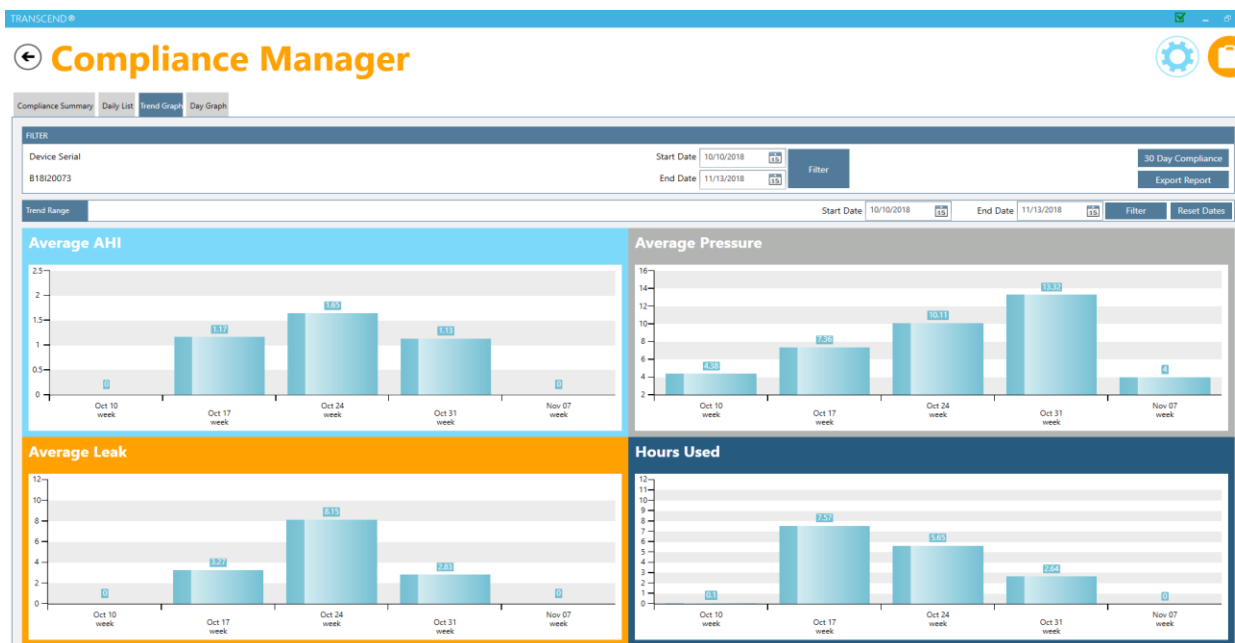 TRANSCEND®
Compliance Manager
Compliance Summary Daily List Trend Graph Day Graph
FILTER
Device Serial Start Date 10/10/2018 15 Filter 30 Day Compliance
B18I20073 End Date 11/13/2018 15 Export Report
Trend Range Start Date 10/10/2018 15 End Date 11/13/2018 15 Filter Reset Dates
Average AHI
2.5
2
1.5
1
0.5
0
0 1.17 1.65 1.13 0
Oct 10 week Oct 17 week Oct 24 week Oct 31 week Nov 07 week
Average Pressure
16
14
12
10
8
6
4
2
4.38 7.36 10.11 13.32 4
Oct 10 week Oct 17 week Oct 24 week Oct 31 week Nov 07 week
Average Leak
12
10
8
6
4
2
0
0 3.27 8.15 2.83 0
Oct 10 week Oct 17 week Oct 24 week Oct 31 week Nov 07 week
Hours Used
12
11
10
9
8
7
6
5
4
3
2
1
0
0.1 7.57 5.65 2.64 0
Oct 10 week Oct 17 week Oct 24 week Oct 31 week Nov 07 week